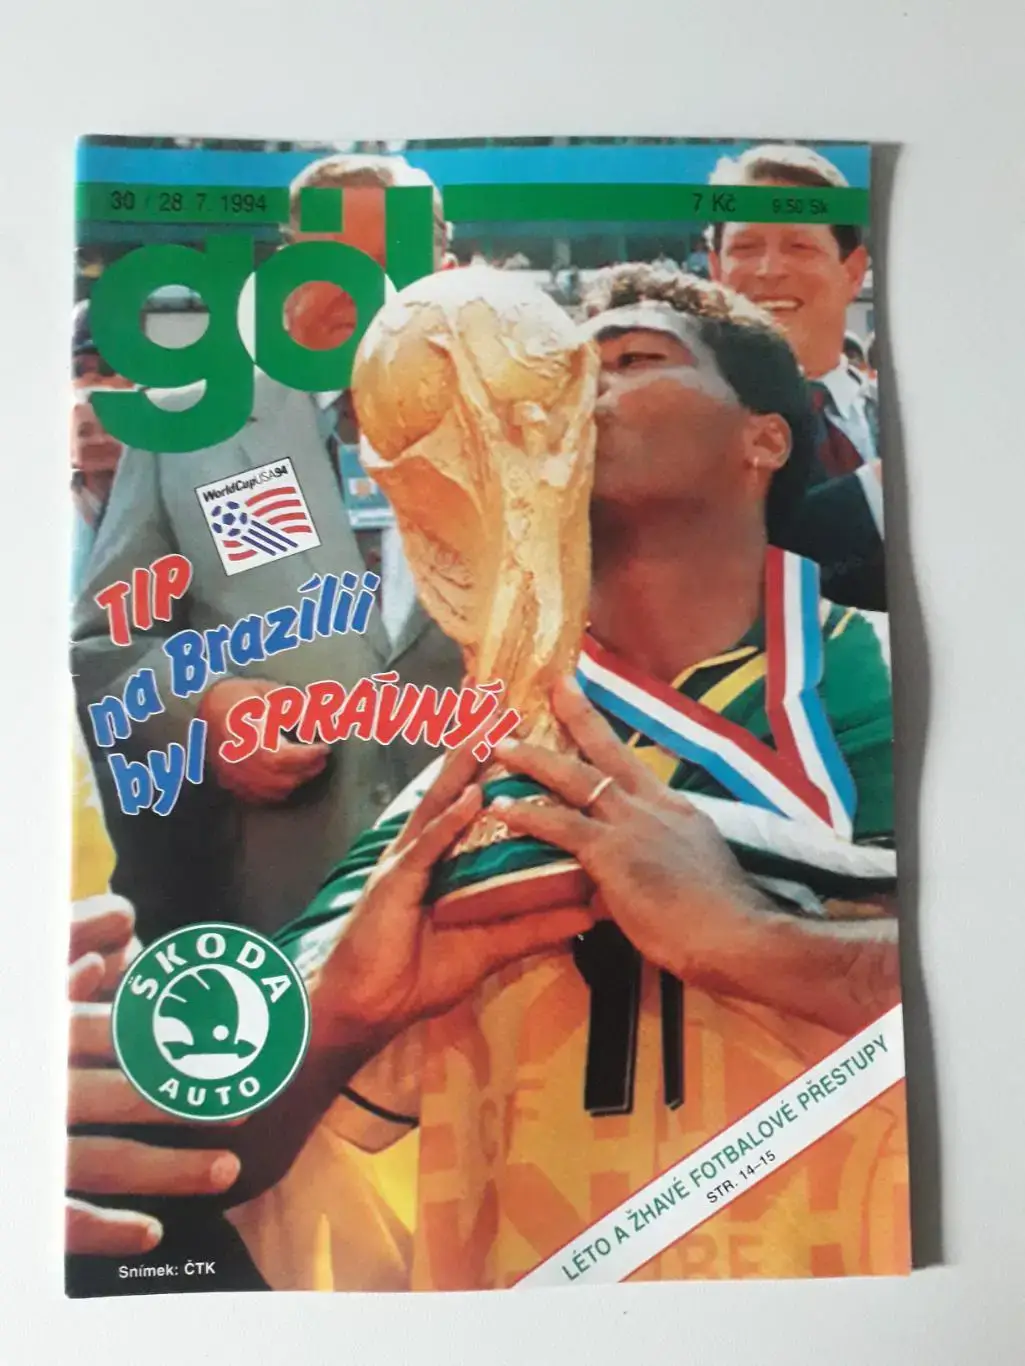 30 / 28. 7. 1994
7 Kč 9.50 Sk
gól
WorldCupUSA94
TIP
na Brazílii
byl SPRÁVNÝ!
ŠKODA
AUTO
LÉTO A ŽHAVÉ FOTBALOVÉ PŘESTUPY
STR. 14–15
Snímek: ČTK